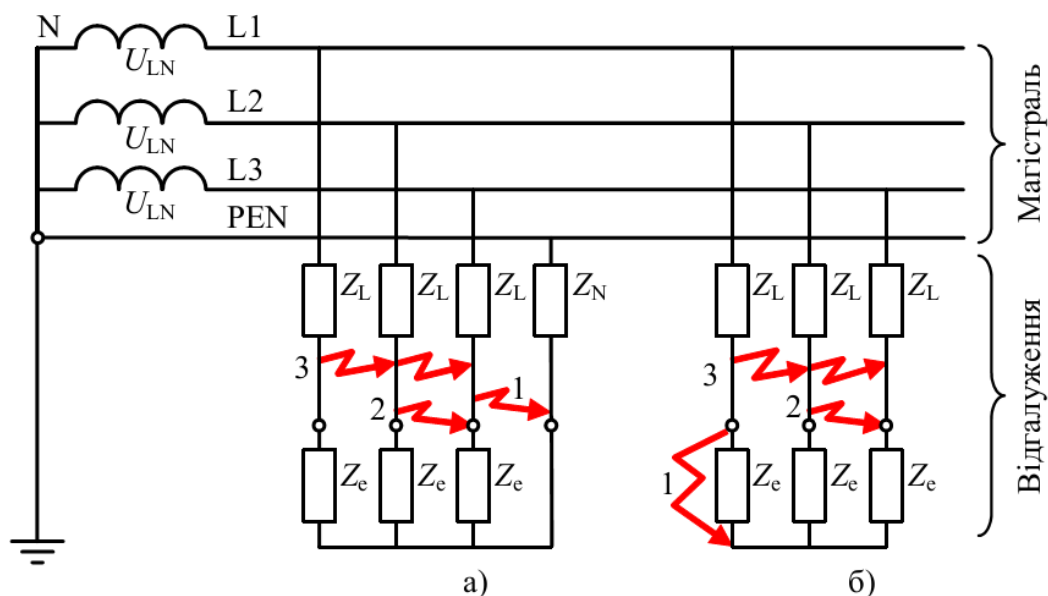 N L1
U_LN
L2
U_LN
L3
U_LN
PEN
Магістраль
Z_L Z_L Z_L Z_N Z_L Z_L Z_L
3 3
1
2 2
Z_e Z_e Z_e 1 Z_e Z_e Z_e
Відгалуження
а) б)